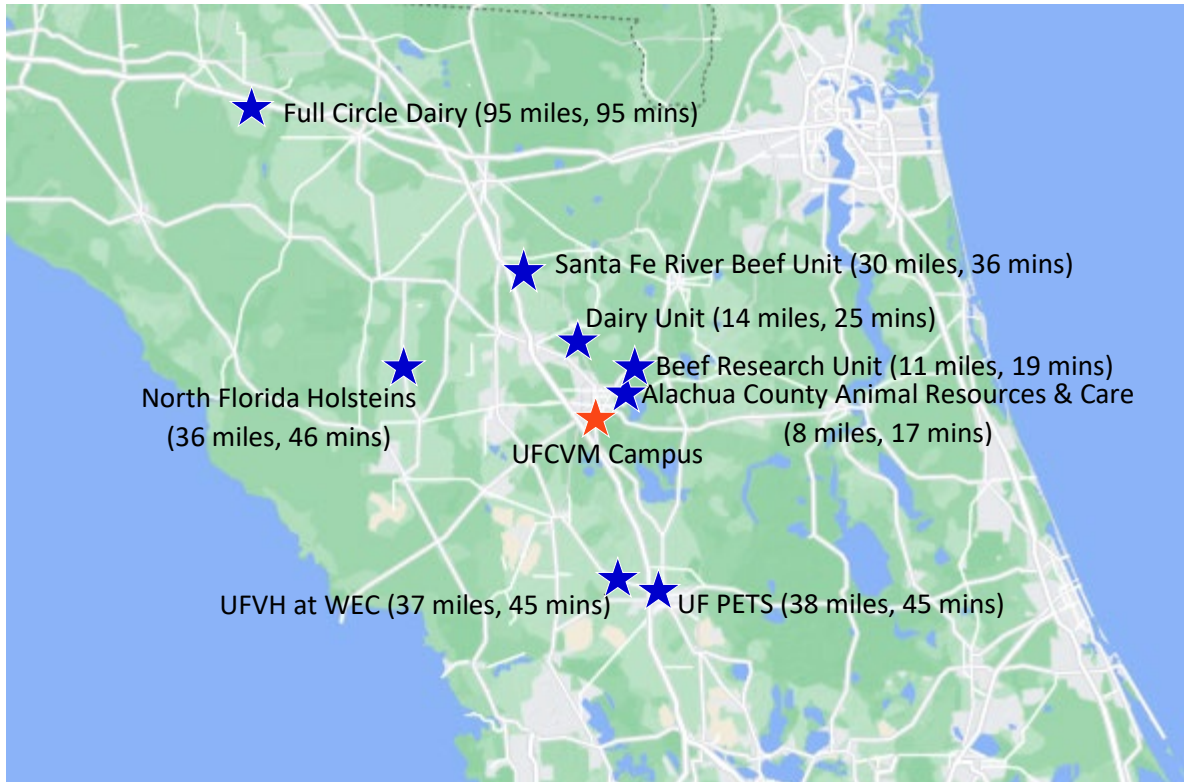 Full Circle Dairy (95 miles, 95 mins)
Santa Fe River Beef Unit (30 miles, 36 mins)
Dairy Unit (14 miles, 25 mins)
Beef Research Unit (11 miles, 19 mins)
North Florida Holsteins
(36 miles, 46 mins)
Alachua County Animal Resources & Care
(8 miles, 17 mins)
UFCVM Campus
UFVH at WEC (37 miles, 45 mins)
UF PETS (38 miles, 45 mins)